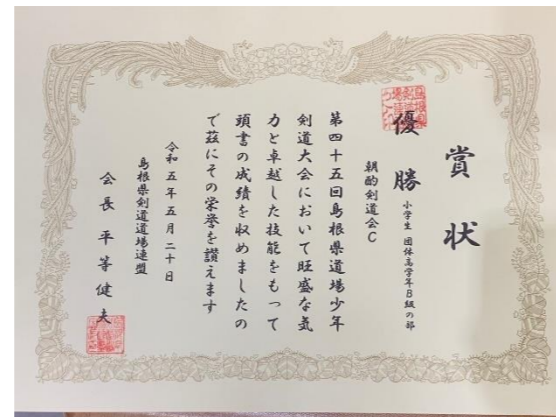 賞状
優勝 小学生 団体高学年B級の部
朝酌剣道会C
第四十五回島根県道場少年
剣道大会において旺盛な気
力と卓越した技能をもって
頭書の成績を収めましたの
で茲にその栄誉を讃えます
令和五年五月二十日
島根県剣道道場連盟
会長 平等健夫